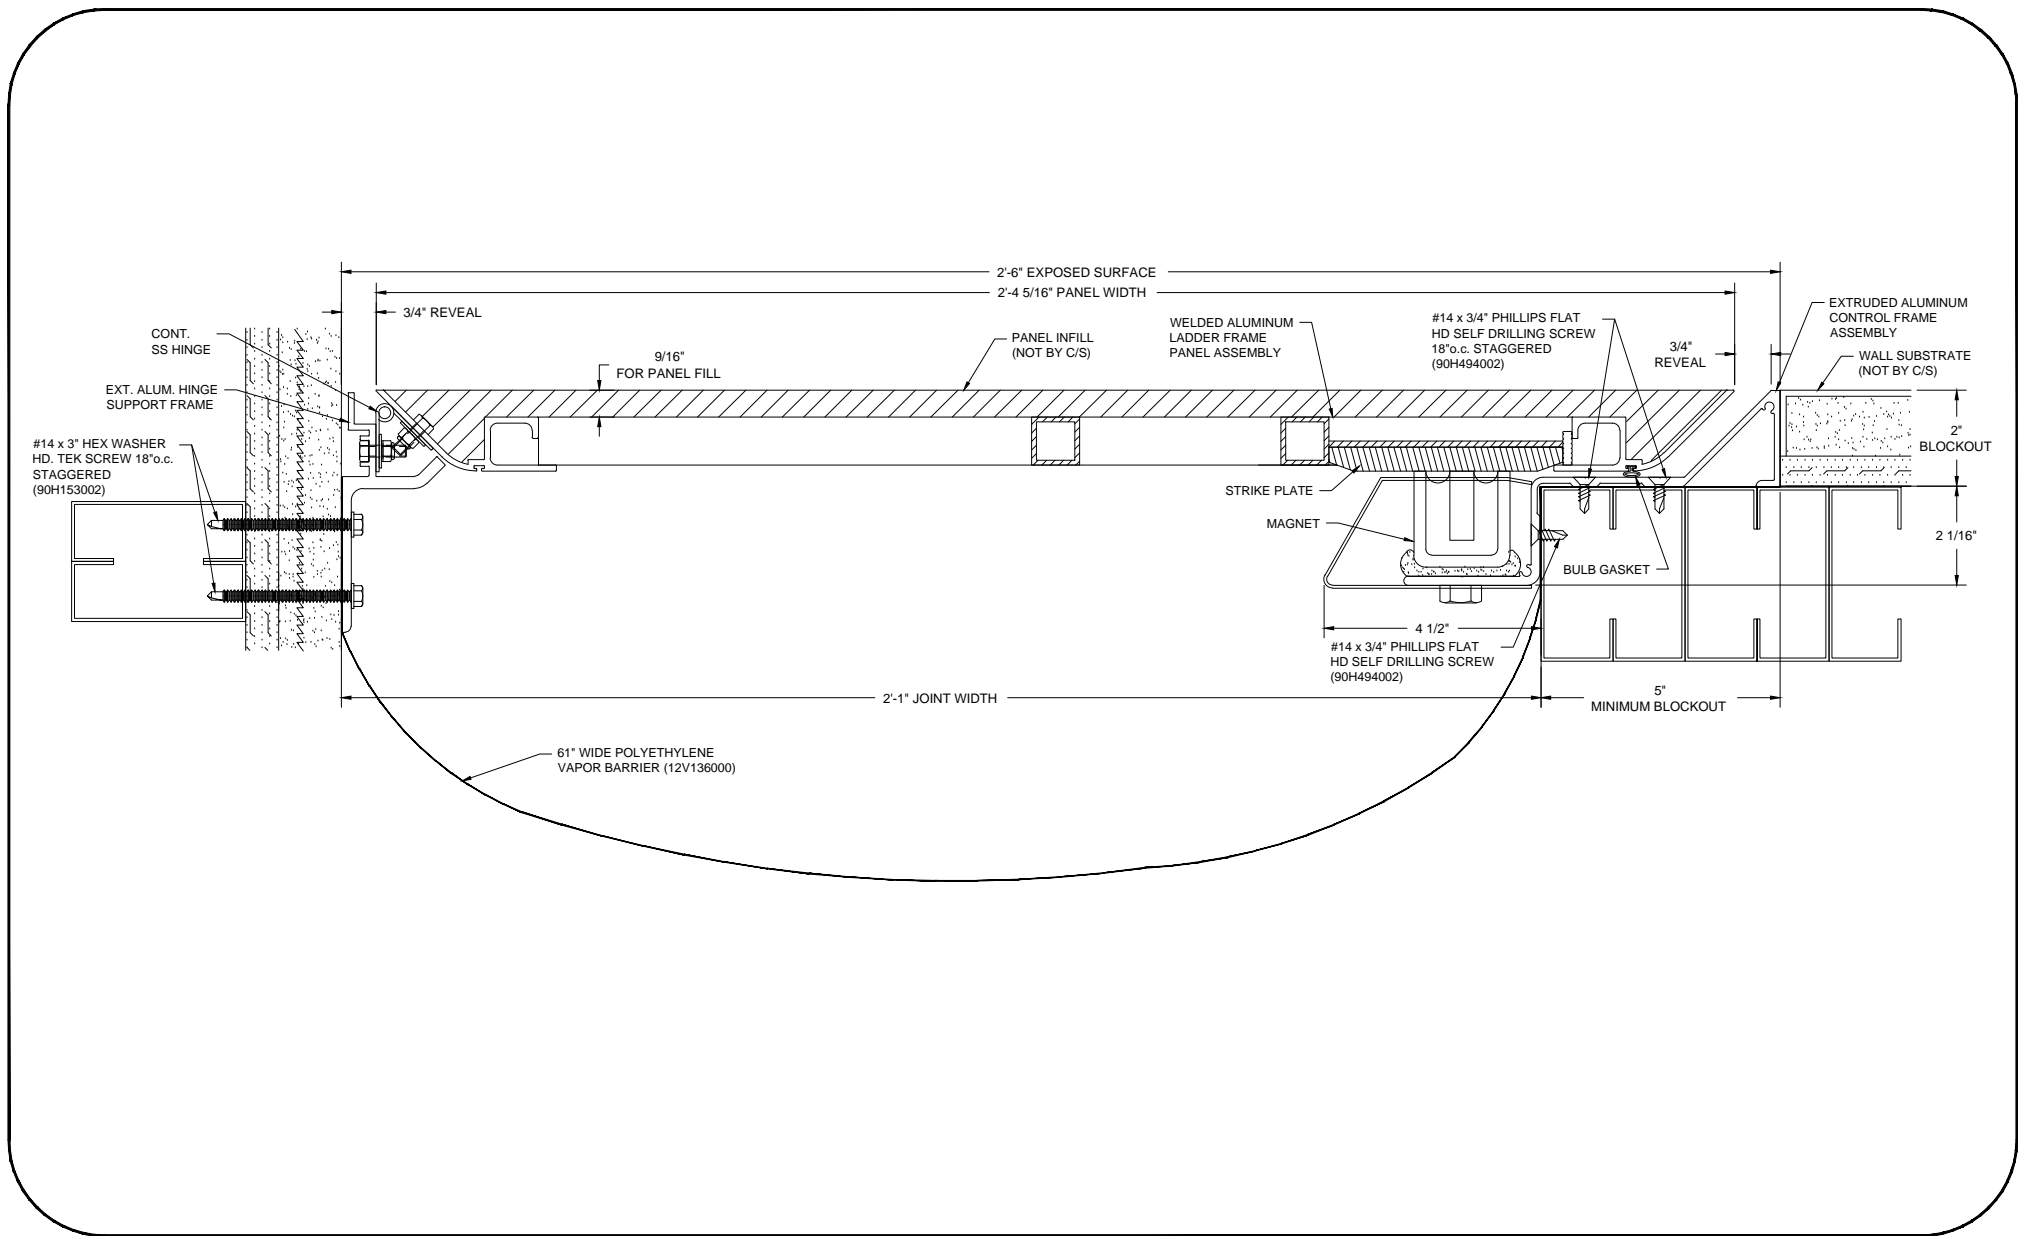 2'-6" EXPOSED SURFACE
2'-4 5/16" PANEL WIDTH
3/4" REVEAL
CONT.
SS HINGE
EXT. ALUM. HINGE
SUPPORT FRAME
#14 x 3" HEX WASHER
HD. TEK SCREW 18"o.c.
STAGGERED
(90H153002)
9/16"
FOR PANEL FILL
PANEL INFILL
(NOT BY C/S)
WELDED ALUMINUM
LADDER FRAME
PANEL ASSEMBLY
#14 x 3/4" PHILLIPS FLAT
HD SELF DRILLING SCREW
18"o.c. STAGGERED
(90H494002)
3/4"
REVEAL
EXTRUDED ALUMINUM
CONTROL FRAME
ASSEMBLY
WALL SUBSTRATE
(NOT BY C/S)
2"
BLOCKOUT
STRIKE PLATE
MAGNET
2 1/16"
BULB GASKET
4 1/2"
#14 x 3/4" PHILLIPS FLAT
HD SELF DRILLING SCREW
(90H494002)
2'-1" JOINT WIDTH
5"
MINIMUM BLOCKOUT
61" WIDE POLYETHYLENE
VAPOR BARRIER (12V136000)